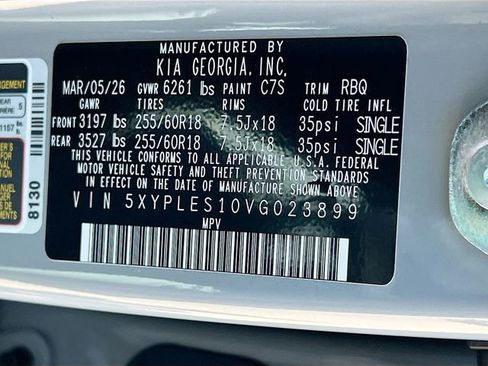 MANUFACTURED BY
KIA GEORGIA, INC.
MAR/05/26 GVWR 6261 lbs PAINT C7S TRIM RBQ
GAWR TIRES RIMS COLD TIRE INFL
FRONT 3197 lbs 255/60R18 7.5Jx18 35psi SINGLE
REAR 3527 lbs 255/60R18 7.5Jx18 35psi SINGLE
THIS VEHICLE CONFORMS TO ALL APPLICABLE U.S.A. FEDERAL
MOTOR VEHICLE SAFETY AND THEFT PREVENTION STANDARDS
IN EFFECT ON THE DATE OF MANUFACTURE SHOWN ABOVE
VIN 5XYPLES10VG023899
MPV
8130